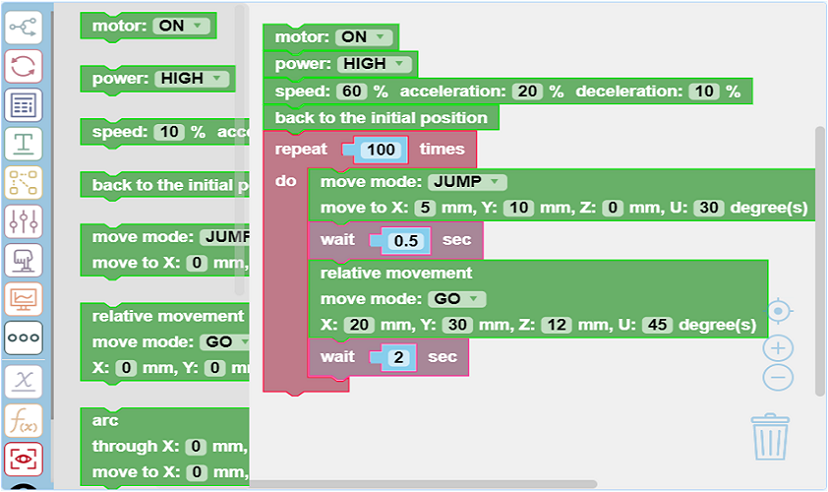 motor: ON
power: HIGH
speed: 10 % acc
back to the initial p
move mode: JUMP
move to X: 0 mm,
relative movement
move mode: GO
X: 0 mm, Y: 0 m
arc
through X: 0 mm,
move to X: 0 mm,
T
x
f(x)
motor: ON
power: HIGH
speed: 60 % acceleration: 20 % deceleration: 10 %
back to the initial position
repeat 100 times
do move mode: JUMP
move to X: 5 mm, Y: 10 mm, Z: 0 mm, U: 30 degree(s)
wait 0.5 sec
relative movement
move mode: GO
X: 20 mm, Y: 30 mm, Z: 12 mm, U: 45 degree(s)
wait 2 sec